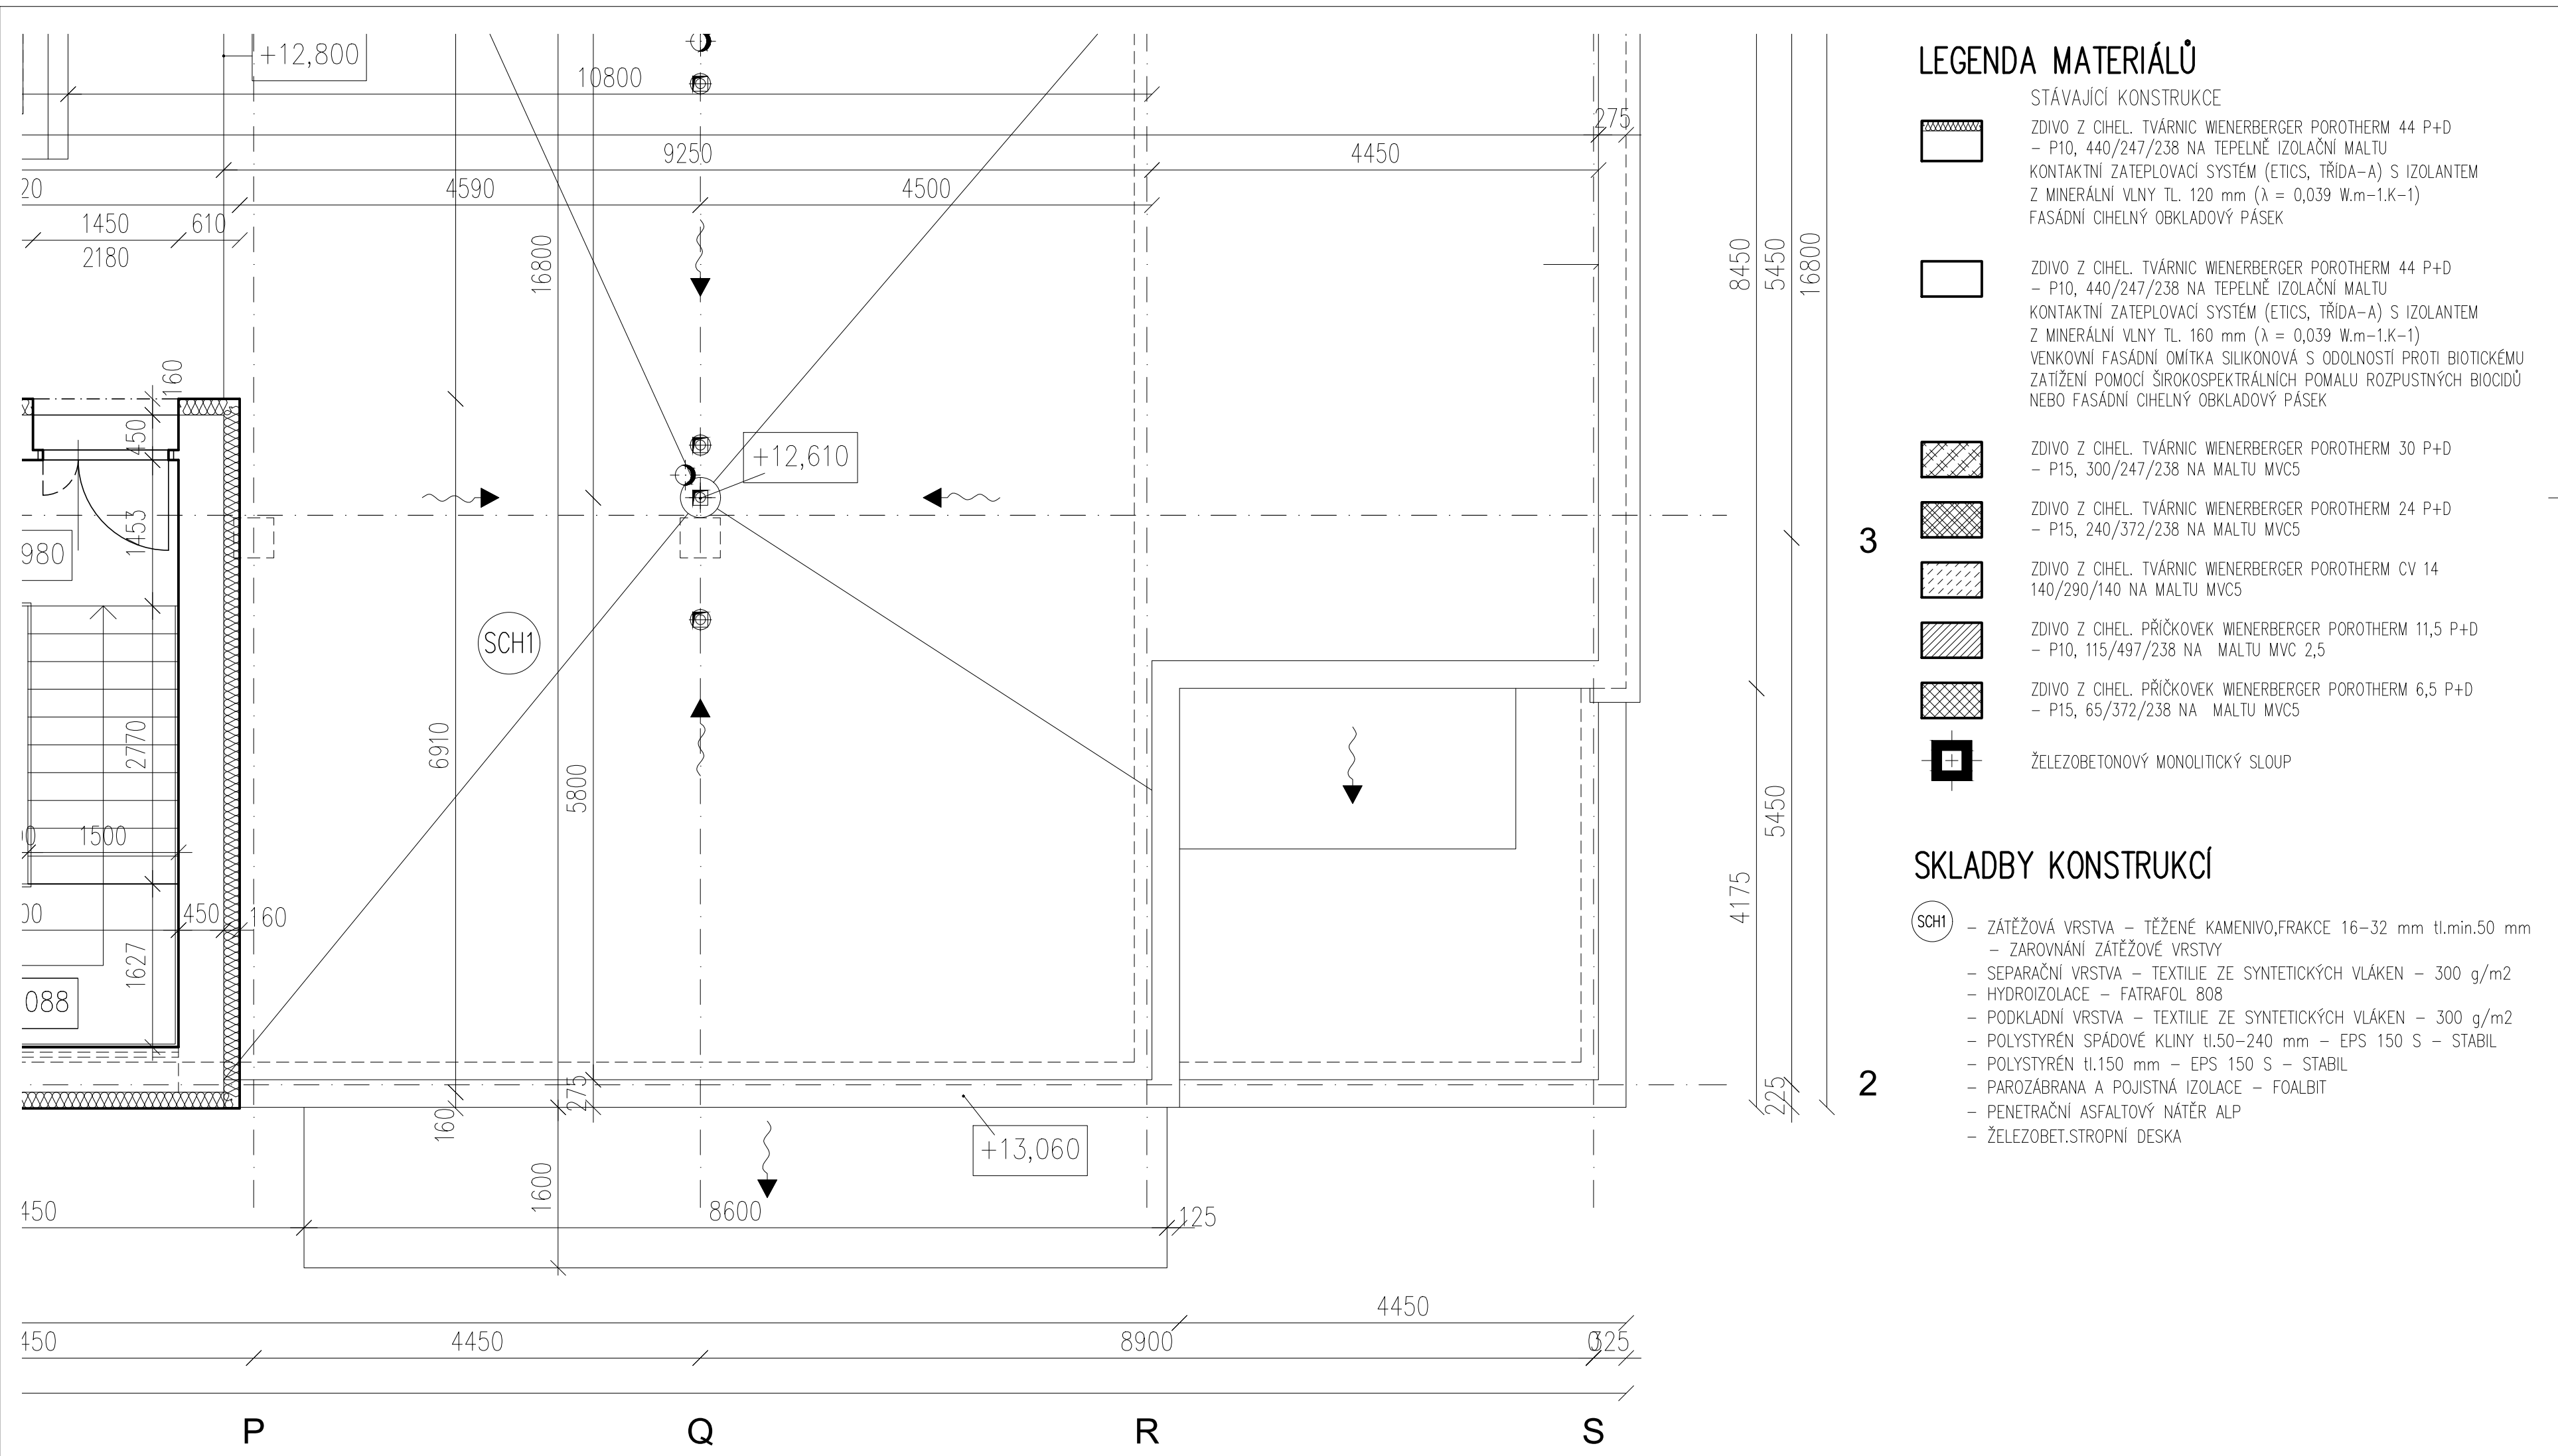 +12,800
10800
275
9250
4450
20
4590
4500
1450
610
2180
16800
8450
5450
16800
160
450
+12,610
1453
980
3
SCH1
2770
6910
5800
1500
5450
4175
450
160
1627
088
275
225
2
160
+13,060
1600
450
8600
125
4450
450
4450
8900
325
P
Q
R
S
LEGENDA MATERIÁLŮ
STÁVAJÍCÍ KONSTRUKCE
ZDIVO Z CIHEL. TVÁRNIC WIENERBERGER POROTHERM 44 P+D
– P10, 440/247/238 NA TEPELNĚ IZOLAČNÍ MALTU
KONTAKTNÍ ZATEPLOVACÍ SYSTÉM (ETICS, TŘÍDA–A) S IZOLANTEM
Z MINERÁLNÍ VLNY TL. 120 mm (λ = 0,039 W.m–1.K–1)
FASÁDNÍ CIHELNÝ OBKLADOVÝ PÁSEK
ZDIVO Z CIHEL. TVÁRNIC WIENERBERGER POROTHERM 44 P+D
– P10, 440/247/238 NA TEPELNĚ IZOLAČNÍ MALTU
KONTAKTNÍ ZATEPLOVACÍ SYSTÉM (ETICS, TŘÍDA–A) S IZOLANTEM
Z MINERÁLNÍ VLNY TL. 160 mm (λ = 0,039 W.m–1.K–1)
VENKOVNÍ FASÁDNÍ OMÍTKA SILIKONOVÁ S ODOLNOSTÍ PROTI BIOTICKÉMU
ZATÍŽENÍ POMOCÍ ŠIROKOSPEKTRÁLNÍCH POMALU ROZPUSTNÝCH BIOCIDŮ
NEBO FASÁDNÍ CIHELNÝ OBKLADOVÝ PÁSEK
ZDIVO Z CIHEL. TVÁRNIC WIENERBERGER POROTHERM 30 P+D
– P15, 300/247/238 NA MALTU MVC5
ZDIVO Z CIHEL. TVÁRNIC WIENERBERGER POROTHERM 24 P+D
– P15, 240/372/238 NA MALTU MVC5
ZDIVO Z CIHEL. TVÁRNIC WIENERBERGER POROTHERM CV 14
140/290/140 NA MALTU MVC5
ZDIVO Z CIHEL. PŘÍČKOVEK WIENERBERGER POROTHERM 11,5 P+D
– P10, 115/497/238 NA MALTU MVC 2,5
ZDIVO Z CIHEL. PŘÍČKOVEK WIENERBERGER POROTHERM 6,5 P+D
– P15, 65/372/238 NA MALTU MVC5
ŽELEZOBETONOVÝ MONOLITICKÝ SLOUP
SKLADBY KONSTRUKCÍ
SCH1 – ZÁTĚŽOVÁ VRSTVA – TĚŽENÉ KAMENIVO,FRAKCE 16–32 mm tl.min.50 mm
– ZAROVNÁNÍ ZÁTĚŽOVÉ VRSTVY
– SEPARAČNÍ VRSTVA – TEXTILIE ZE SYNTETICKÝCH VLÁKEN – 300 g/m2
– HYDROIZOLACE – FATRAFOL 808
– PODKLADNÍ VRSTVA – TEXTILIE ZE SYNTETICKÝCH VLÁKEN – 300 g/m2
– POLYSTYRÉN SPÁDOVÉ KLINY tl.50–240 mm – EPS 150 S – STABIL
– POLYSTYRÉN tl.150 mm – EPS 150 S – STABIL
– PAROZÁBRANA A POJISTNÁ IZOLACE – FOALBIT
– PENETRAČNÍ ASFALTOVÝ NÁTĚR ALP
– ŽELEZOBET.STROPNÍ DESKA